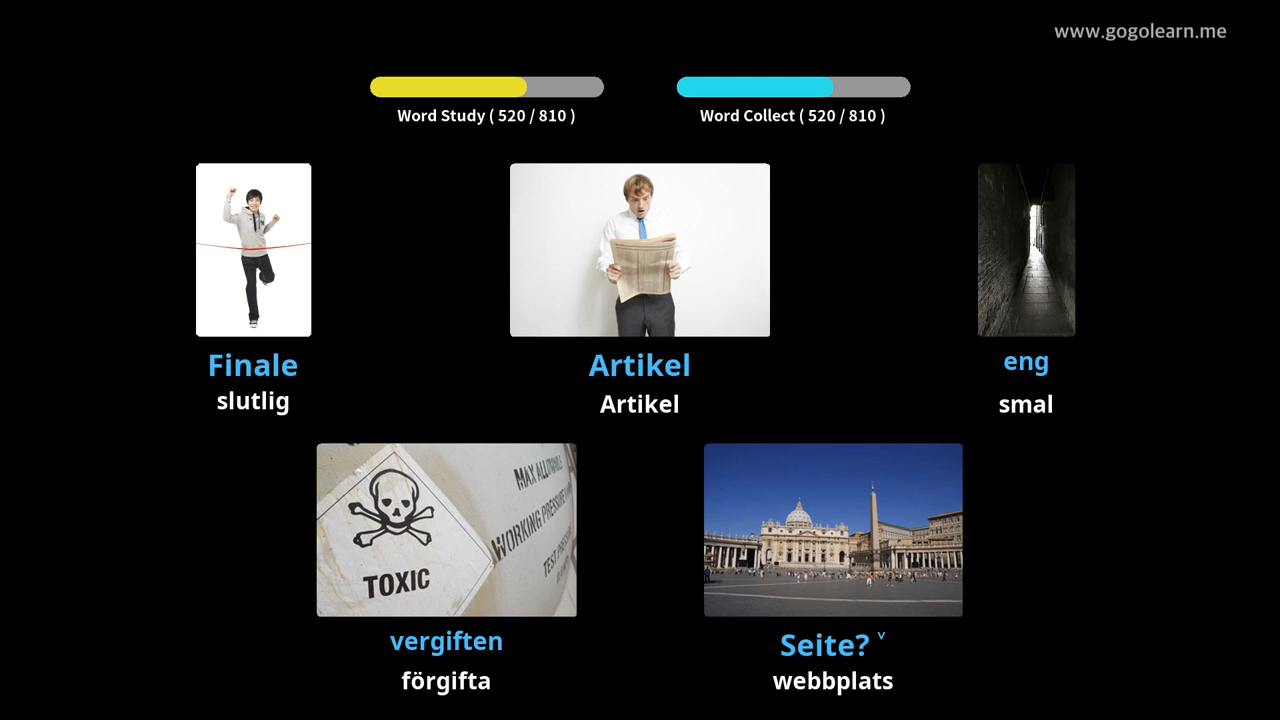 www.gogolearn.me
Word Study ( 520 / 810 )
Word Collect ( 520 / 810 )
Finale
slutlig
Artikel
Artikel
eng
smal
TOXIC
MAX ALLOWABLE
WORKING PRESSURE
vergiften
förgifta
Seite? ˅
webbplats